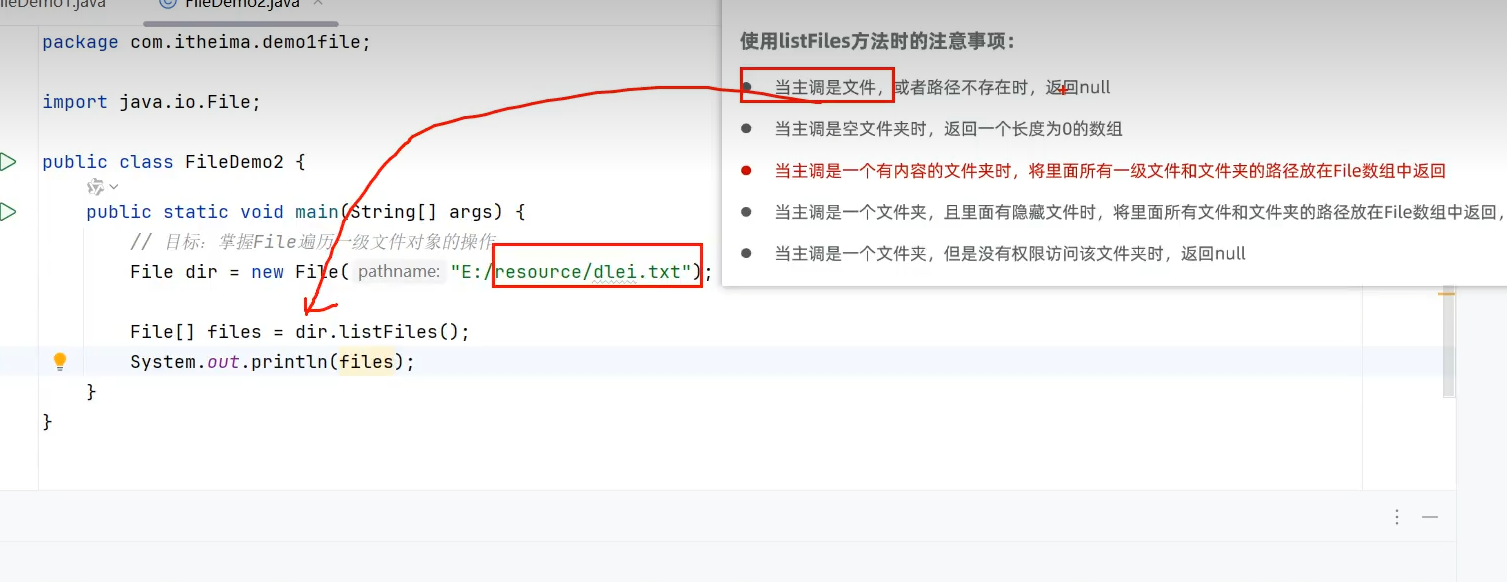 FileDemo2.java
package com.itheima.demo1file;
import java.io.File;
public class FileDemo2 {
public static void main(String[] args) {
// 目标：掌握File遍历一级文件对象的操作
File dir = new File( pathname: "E:/resource/dlei.txt");
File[] files = dir.listFiles();
System.out.println(files);
}
}
使用listFiles方法时的注意事项：
当主调是文件，或者路径不存在时，返回null
当主调是空文件夹时，返回一个长度为0的数组
当主调是一个有内容的文件夹时，将里面所有一级文件和文件夹的路径放在File数组中返回
当主调是一个文件夹，且里面有隐藏文件时，将里面所有文件和文件夹的路径放在File数组中返回，
当主调是一个文件夹，但是没有权限访问该文件夹时，返回null